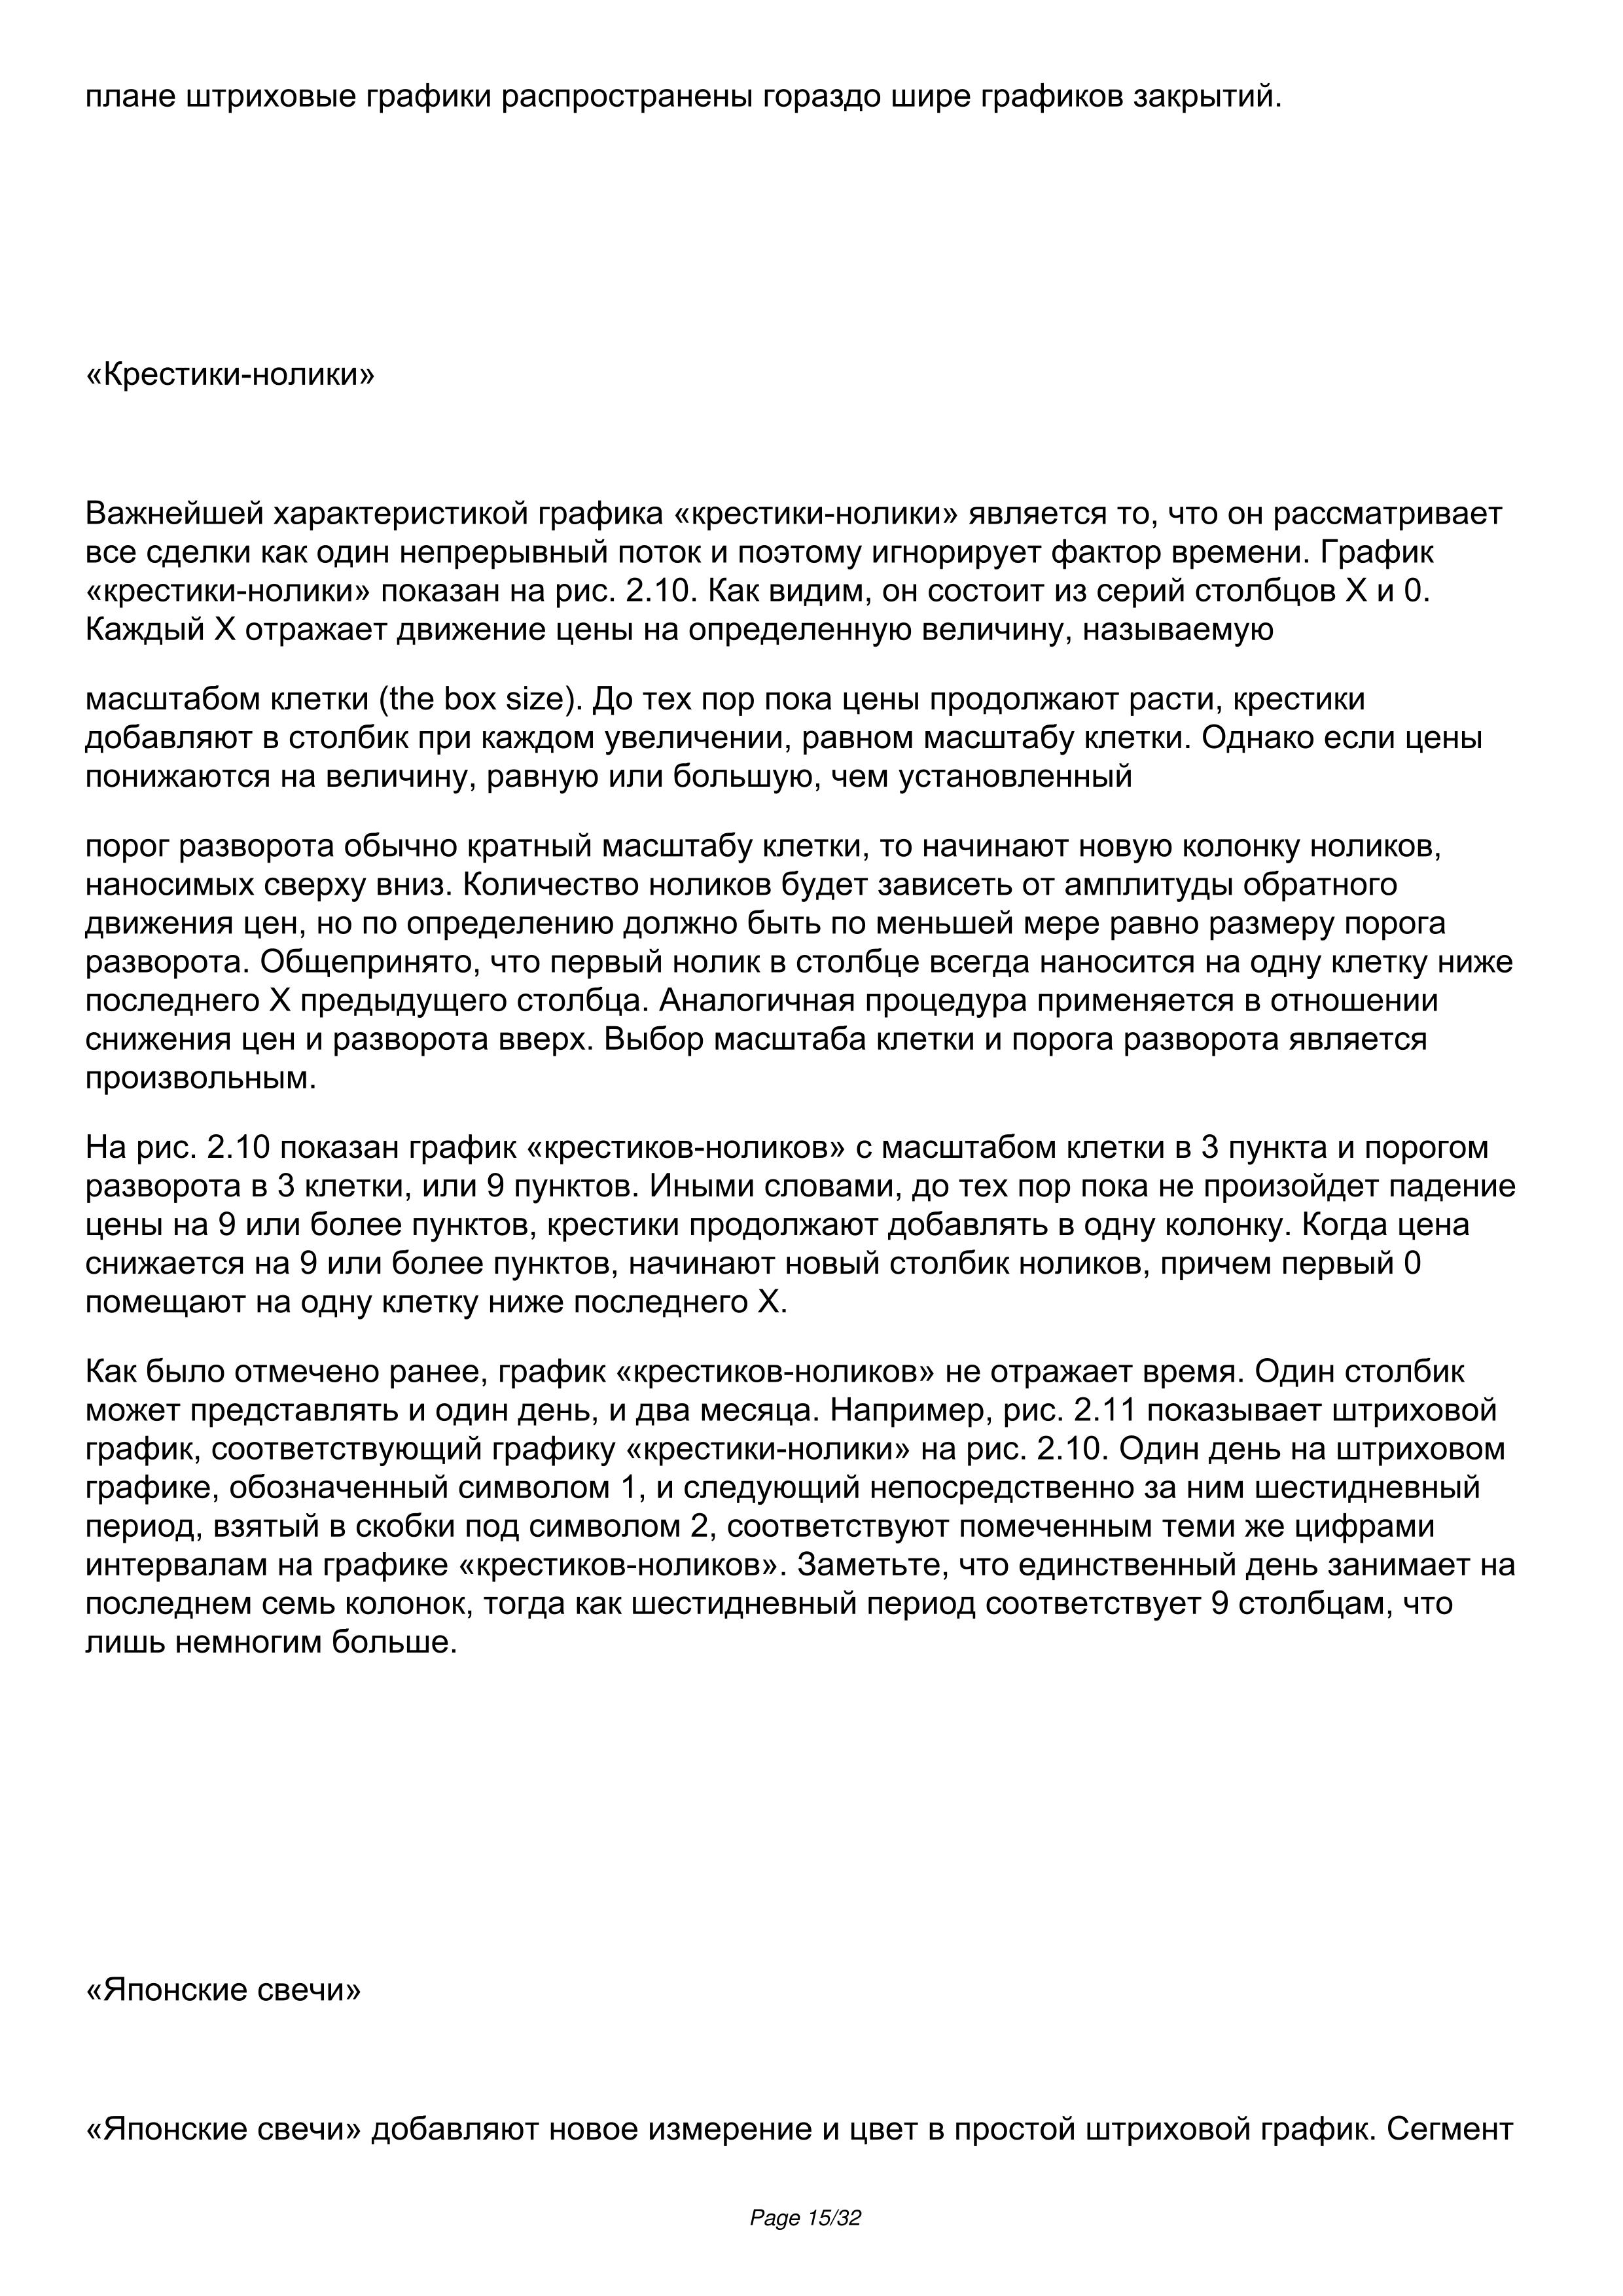 плане штриховые графики распространены гораздо шире графиков закрытий.
«Крестики-нолики»
Важнейшей характеристикой графика «крестики-нолики» является то, что он рассматривает
все сделки как один непрерывный поток и поэтому игнорирует фактор времени. График
«крестики-нолики» показан на рис. 2.10. Как видим, он состоит из серий столбцов X и 0.
Каждый X отражает движение цены на определенную величину, называемую
масштабом клетки (the box size). До тех пор пока цены продолжают расти, крестики
добавляют в столбик при каждом увеличении, равном масштабу клетки. Однако если цены
понижаются на величину, равную или большую, чем установленный
порог разворота обычно кратный масштабу клетки, то начинают новую колонку ноликов,
наносимых сверху вниз. Количество ноликов будет зависеть от амплитуды обратного
движения цен, но по определению должно быть по меньшей мере равно размеру порога
разворота. Общепринято, что первый нолик в столбце всегда наносится на одну клетку ниже
последнего X предыдущего столбца. Аналогичная процедура применяется в отношении
снижения цен и разворота вверх. Выбор масштаба клетки и порога разворота является
произвольным.
На рис. 2.10 показан график «крестиков-ноликов» с масштабом клетки в 3 пункта и порогом
разворота в 3 клетки, или 9 пунктов. Иными словами, до тех пор пока не произойдет падение
цены на 9 или более пунктов, крестики продолжают добавлять в одну колонку. Когда цена
снижается на 9 или более пунктов, начинают новый столбик ноликов, причем первый 0
помещают на одну клетку ниже последнего X.
Как было отмечено ранее, график «крестиков-ноликов» не отражает время. Один столбик
может представлять и один день, и два месяца. Например, рис. 2.11 показывает штриховой
график, соответствующий графику «крестики-нолики» на рис. 2.10. Один день на штриховом
графике, обозначенный символом 1, и следующий непосредственно за ним шестидневный
период, взятый в скобки под символом 2, соответствуют помеченным теми же цифрами
интервалам на графике «крестиков-ноликов». Заметьте, что единственный день занимает на
последнем семь колонок, тогда как шестидневный период соответствует 9 столбцам, что
лишь немногим больше.
«Японские свечи»
«Японские свечи» добавляют новое измерение и цвет в простой штриховой график. Сегмент
Page 15/32